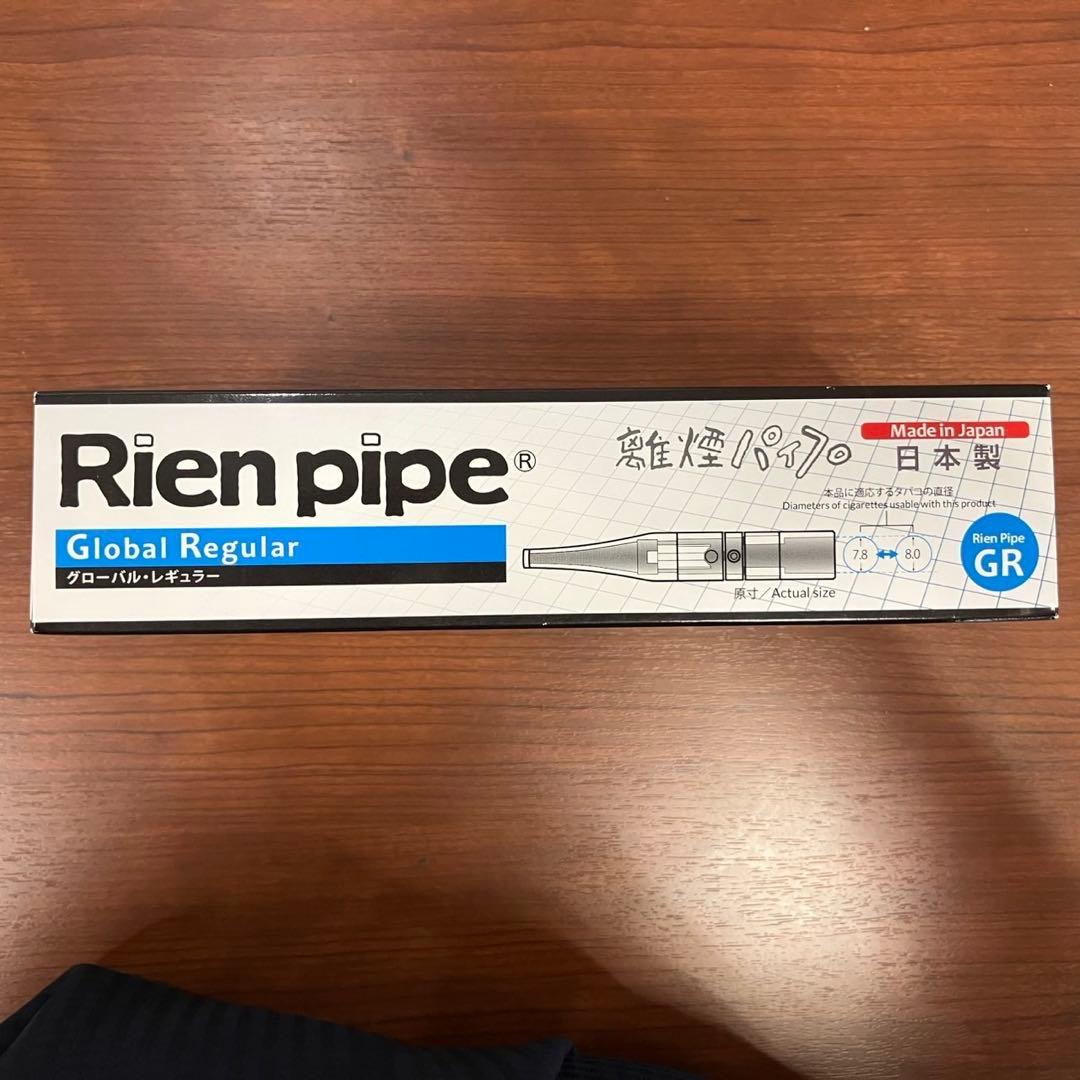 Rien pipe®
Global Regular
グローバル・レギュラー
離煙パイプ
Made in Japan
日本製
本品に適応するタバコの直径
Diameters of cigarettes usable with this product
7.8
8.0
原寸／Actual size
Rien Pipe
GR